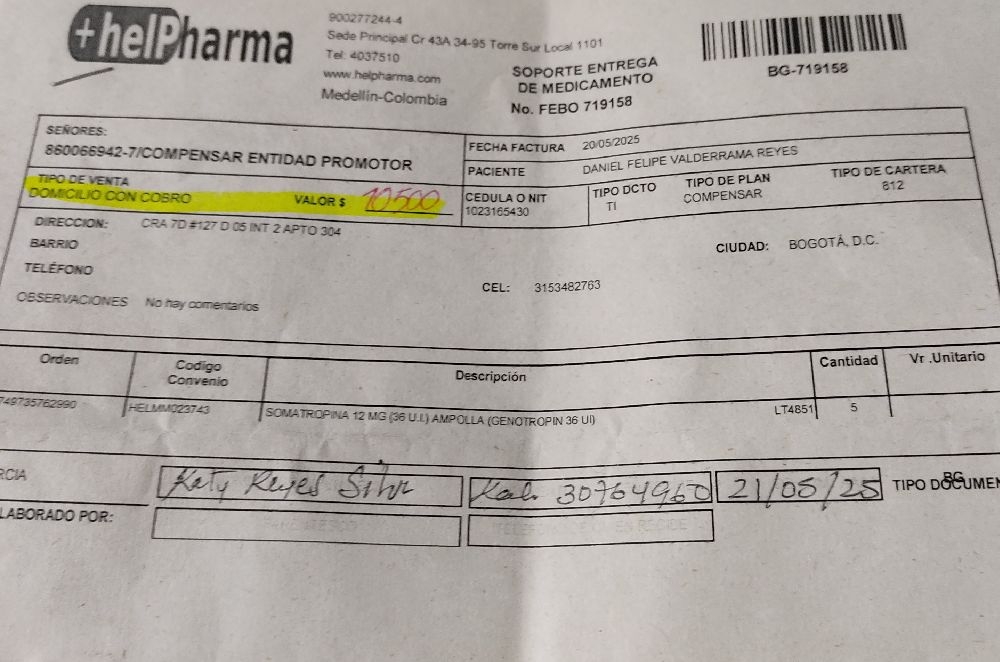 +helPharma
900277244-4
Sede Principal Cr 43A 34-95 Torre Sur Local 1101
Tel: 4037510
www.helpharma.com
Medellín-Colombia
SOPORTE ENTREGA
DE MEDICAMENTO
No. FEBO 719158
BG-719158
SEÑORES:
860066942-7/COMPENSAR ENTIDAD PROMOTOR
FECHA FACTURA 20/05/2025
PACIENTE DANIEL FELIPE VALDERRAMA REYES
TIPO DE VENTA
DOMICILIO CON COBRO VALOR $ 10500
CEDULA O NIT
1023165430
TIPO DCTO
TI
TIPO DE PLAN
COMPENSAR
TIPO DE CARTERA
812
DIRECCION: CRA 7D #127 D 05 INT 2 APTO 304
BARRIO
CIUDAD: BOGOTÁ, D.C.
TELÉFONO
CEL: 3153482763
OBSERVACIONES No hay comentarios
Orden Codigo Convenio Descripción Cantidad Vr .Unitario
749735762990 HELMM023743 SOMATROPINA 12 MG (36 U.I.) AMPOLLA (GENOTROPIN 36 UI) LT4851 5
RCIA Katy Reyes 30764960 21/05/25 TIPO DOCUMEN
BG
LABORADO POR: